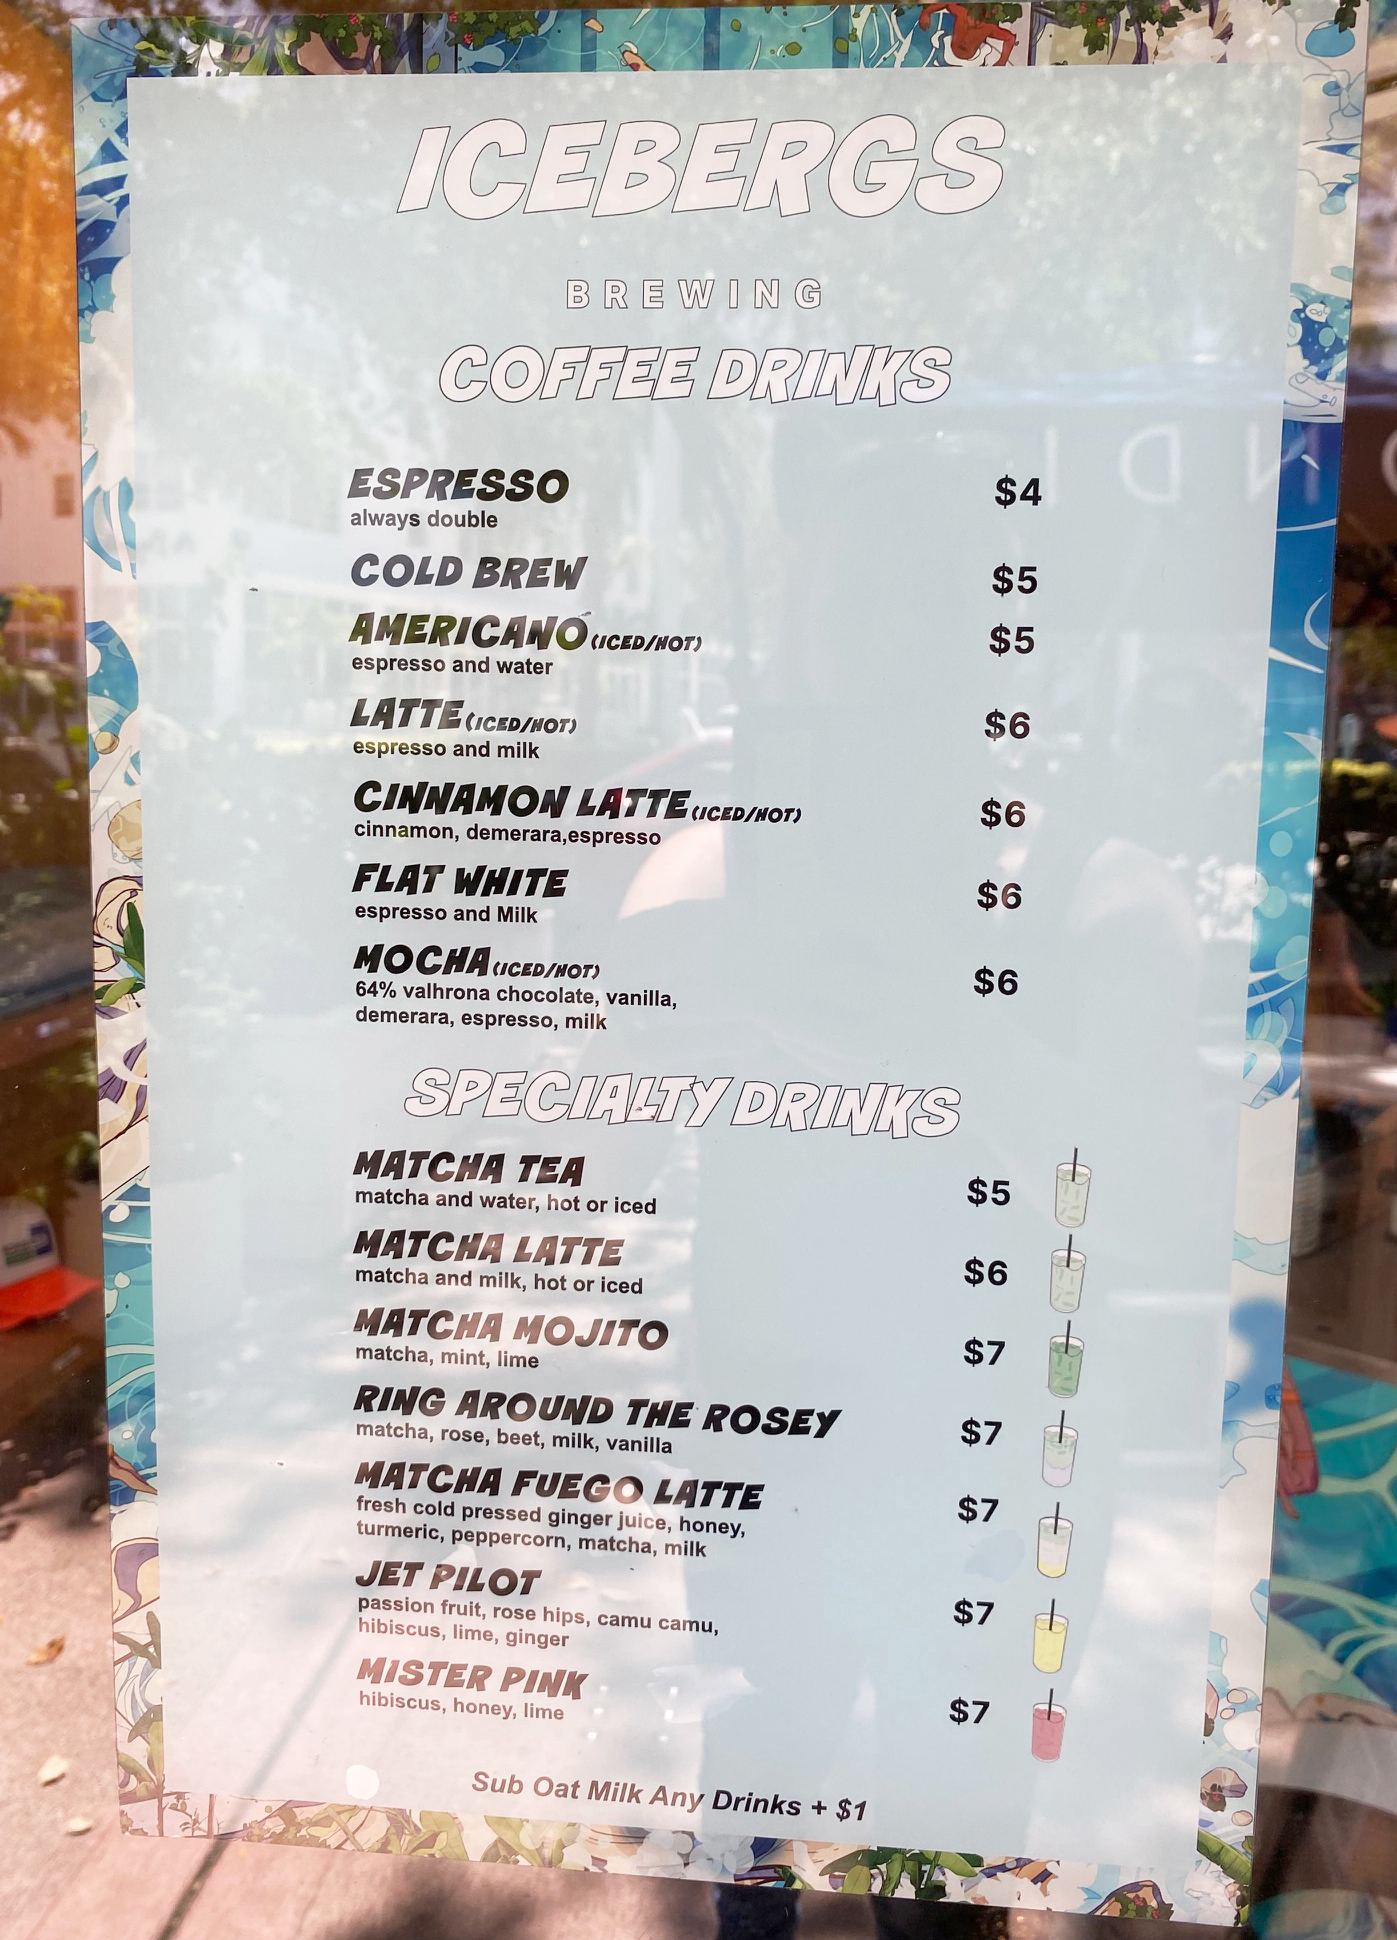 ICEBERGS
BREWING
COFFEE DRINKS
ESPRESSO $4
always double
COLD BREW $5
AMERICANO (ICED/HOT) $5
espresso and water
LATTE (ICED/HOT) $6
espresso and milk
CINNAMON LATTE (ICED/HOT) $6
cinnamon, demerara,espresso
FLAT WHITE $6
espresso and Milk
MOCHA (ICED/HOT) $6
64% valhrona chocolate, vanilla,
demerara, espresso, milk
SPECIALTY DRINKS
MATCHA TEA $5
matcha and water, hot or iced
MATCHA LATTE $6
matcha and milk, hot or iced
MATCHA MOJITO $7
matcha, mint, lime
RING AROUND THE ROSEY $7
matcha, rose, beet, milk, vanilla
MATCHA FUEGO LATTE $7
fresh cold pressed ginger juice, honey,
turmeric, peppercorn, matcha, milk
JET PILOT $7
passion fruit, rose hips, camu camu,
hibiscus, lime, ginger
MISTER PINK $7
hibiscus, honey, lime
Sub Oat Milk Any Drinks + $1